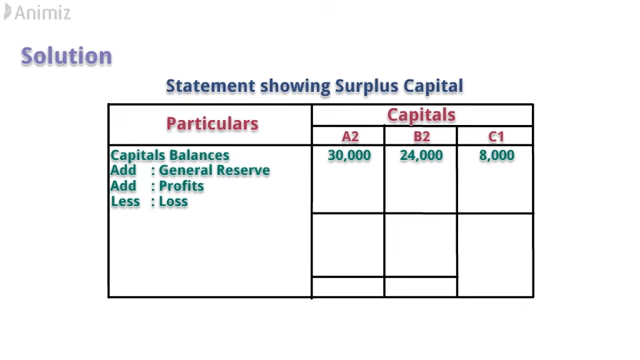 Animiz
Solution
Statement showing Surplus Capital
Particulars
Capitals
A2 B2 C1
Capitals Balances 30,000 24,000 8,000
Add : General Reserve
Add : Profits
Less : Loss